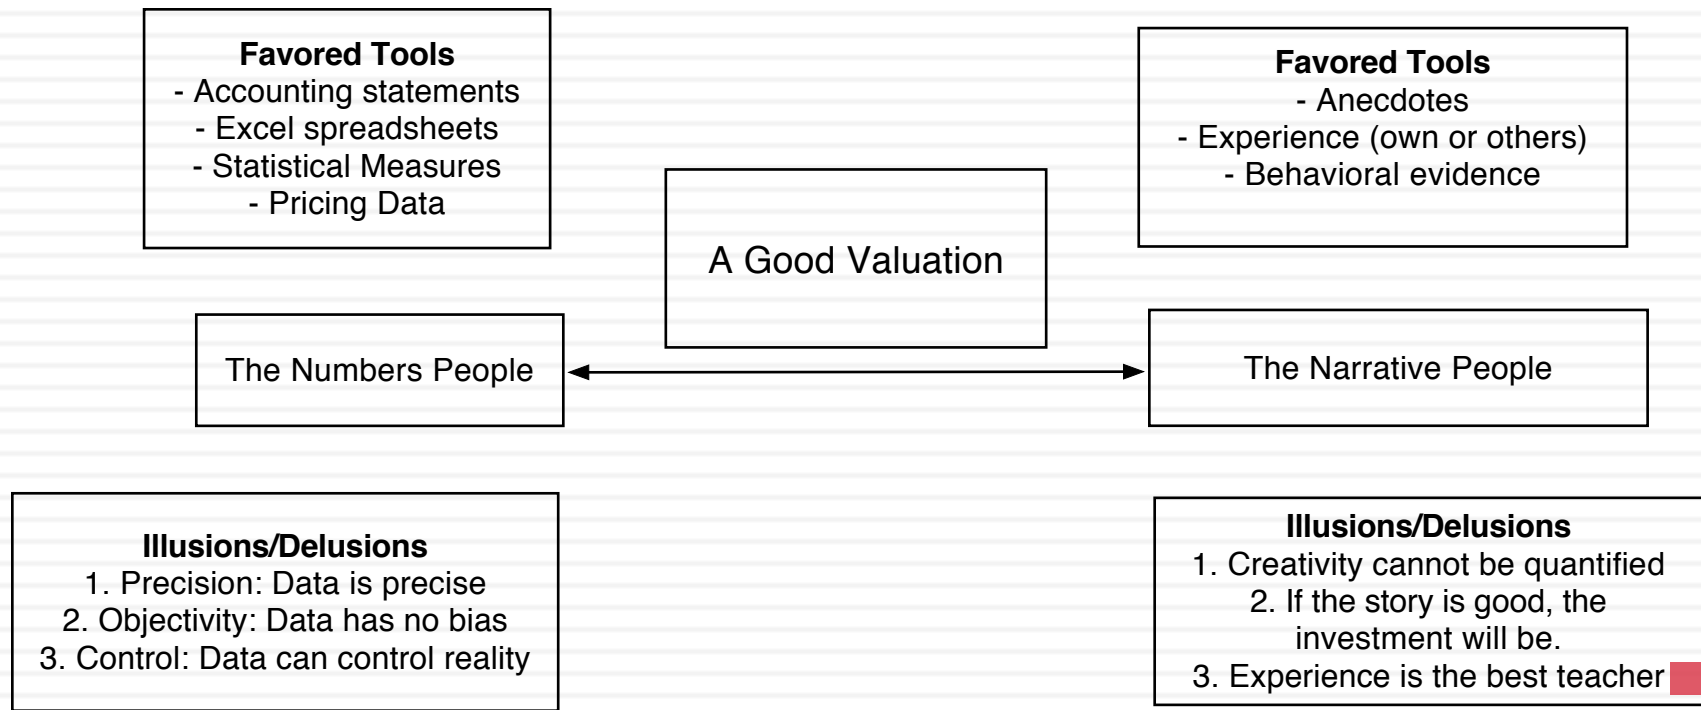 Favored Tools
- Accounting statements
- Excel spreadsheets
- Statistical Measures
- Pricing Data
Favored Tools
- Anecdotes
- Experience (own or others)
- Behavioral evidence
A Good Valuation
The Numbers People
The Narrative People
Illusions/Delusions
1. Precision: Data is precise
2. Objectivity: Data has no bias
3. Control: Data can control reality
Illusions/Delusions
1. Creativity cannot be quantified
2. If the story is good, the
investment will be.
3. Experience is the best teacher